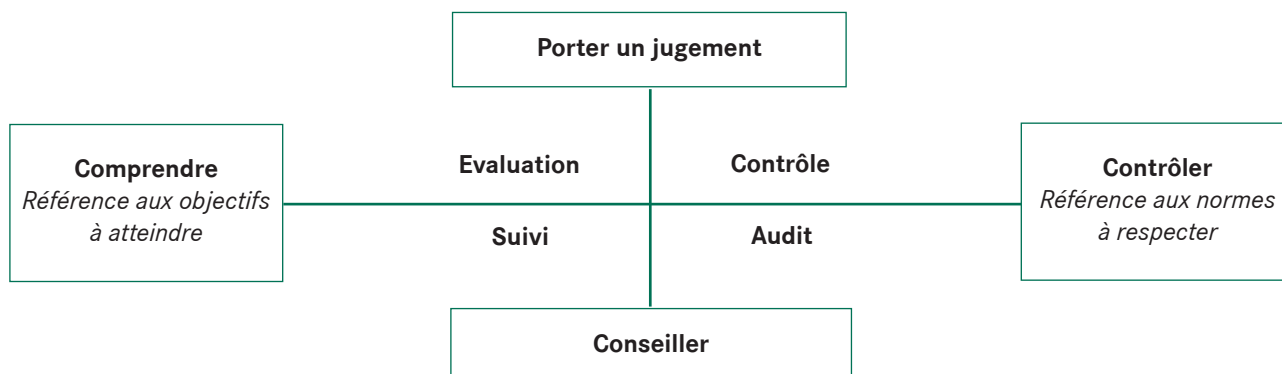 Porter un jugement
Comprendre
Référence aux objectifs
à atteindre
Evaluation
Contrôle
Contrôler
Référence aux normes
à respecter
Suivi
Audit
Conseiller